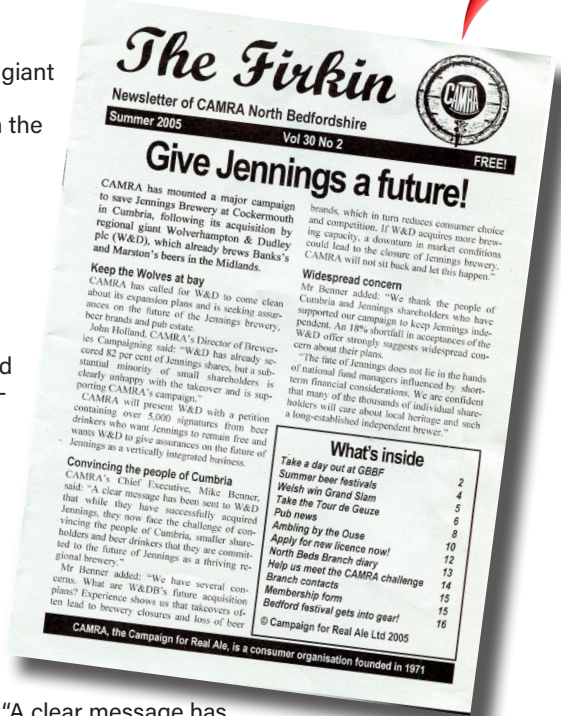 giant
the
d
-
The Firkin
CAMRA
Newsletter of CAMRA North Bedfordshire
Summer 2005
Vol 30 No 2
FREE!
Give Jennings a future!
CAMRA has mounted a major campaign
to save Jennings Brewery at Cockermouth
in Cumbria, following its acquisition by
regional giant Wolverhampton & Dudley
plc (W&D), which already brews Banks's
and Marston's beers in the Midlands.
Keep the Wolves at bay
CAMRA has called for W&D to come clean
about its expansion plans and is seeking assur-
ances on the future of the Jennings brewery,
beer brands and pub estate.
John Holland, CAMRA's Director of Brewer-
ies Campaigning said: "W&D has already se-
cured 82 per cent of Jennings shares, but a sub-
stantial minority of small shareholders is
clearly unhappy with the takeover and is sup-
porting CAMRA's campaign."
CAMRA will present W&D with a petition
containing over 5,000 signatures from beer
drinkers who want Jennings to remain free and
wants W&D to give assurances on the future of
Jennings as a vertically integrated business.
Convincing the people of Cumbria
CAMRA's Chief Executive, Mike Benner,
said: "A clear message has been sent to W&D
that while they have successfully acquired
Jennings, they now face the challenge of con-
vincing the people of Cumbria, smaller share-
holders and beer drinkers that they are commit-
ted to the future of Jennings as a thriving re-
gional brewery."
Mr Benner added: "We have several con-
cerns. What are W&DB's future acquisition
plans? Experience shows us that takeovers of-
ten lead to brewery closures and loss of beer
brands, which in turn reduces consumer choice
and competition. If W&D acquires more brew-
ing capacity, a downturn in market conditions
could lead to the closure of Jennings brewery.
CAMRA will not sit back and let this happen."
Widespread concern
Mr Benner added: "We thank the people of
Cumbria and Jennings shareholders who have
supported our campaign to keep Jennings inde-
pendent. An 18% shortfall in acceptances of the
W&D offer strongly suggests widespread con-
cern about their plans.
"The fate of Jennings does not lie in the hands
of national fund managers influenced by short-
term financial considerations. We are confident
that many of the thousands of individual share-
holders will care about local heritage and such
a long-established independent brewer."
What's inside
Take a day out at GBBF 2
Summer beer festivals 4
Welsh win Grand Slam 5
Take the Tour de Geuze 6
Pub news 8
Ambling by the Ouse 10
Apply for new licence now! 12
North Beds Branch diary 13
Help us meet the CAMRA challenge 14
Branch contacts 15
Membership form 15
Bedford festival gets into gear! 16
© Campaign for Real Ale Ltd 2005
CAMRA, the Campaign for Real Ale, is a consumer organisation founded in 1971
"A clear message has